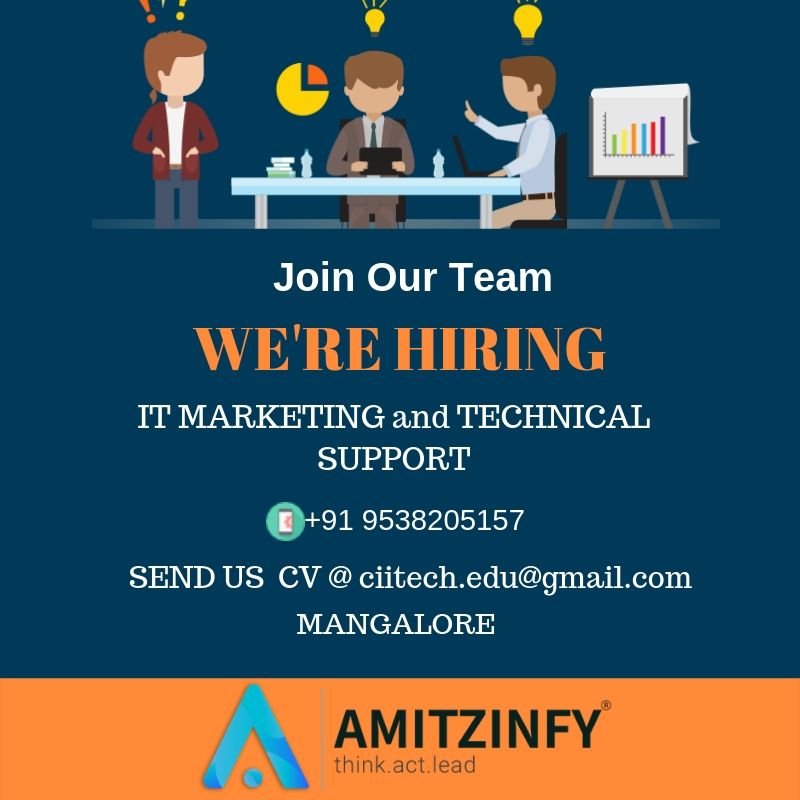 Join Our Team
WE'RE HIRING
IT MARKETING and TECHNICAL
SUPPORT
+91 9538205157
SEND US CV @ ciitech.edu@gmail.com
MANGALORE
AMITZINFY®
think.act.lead